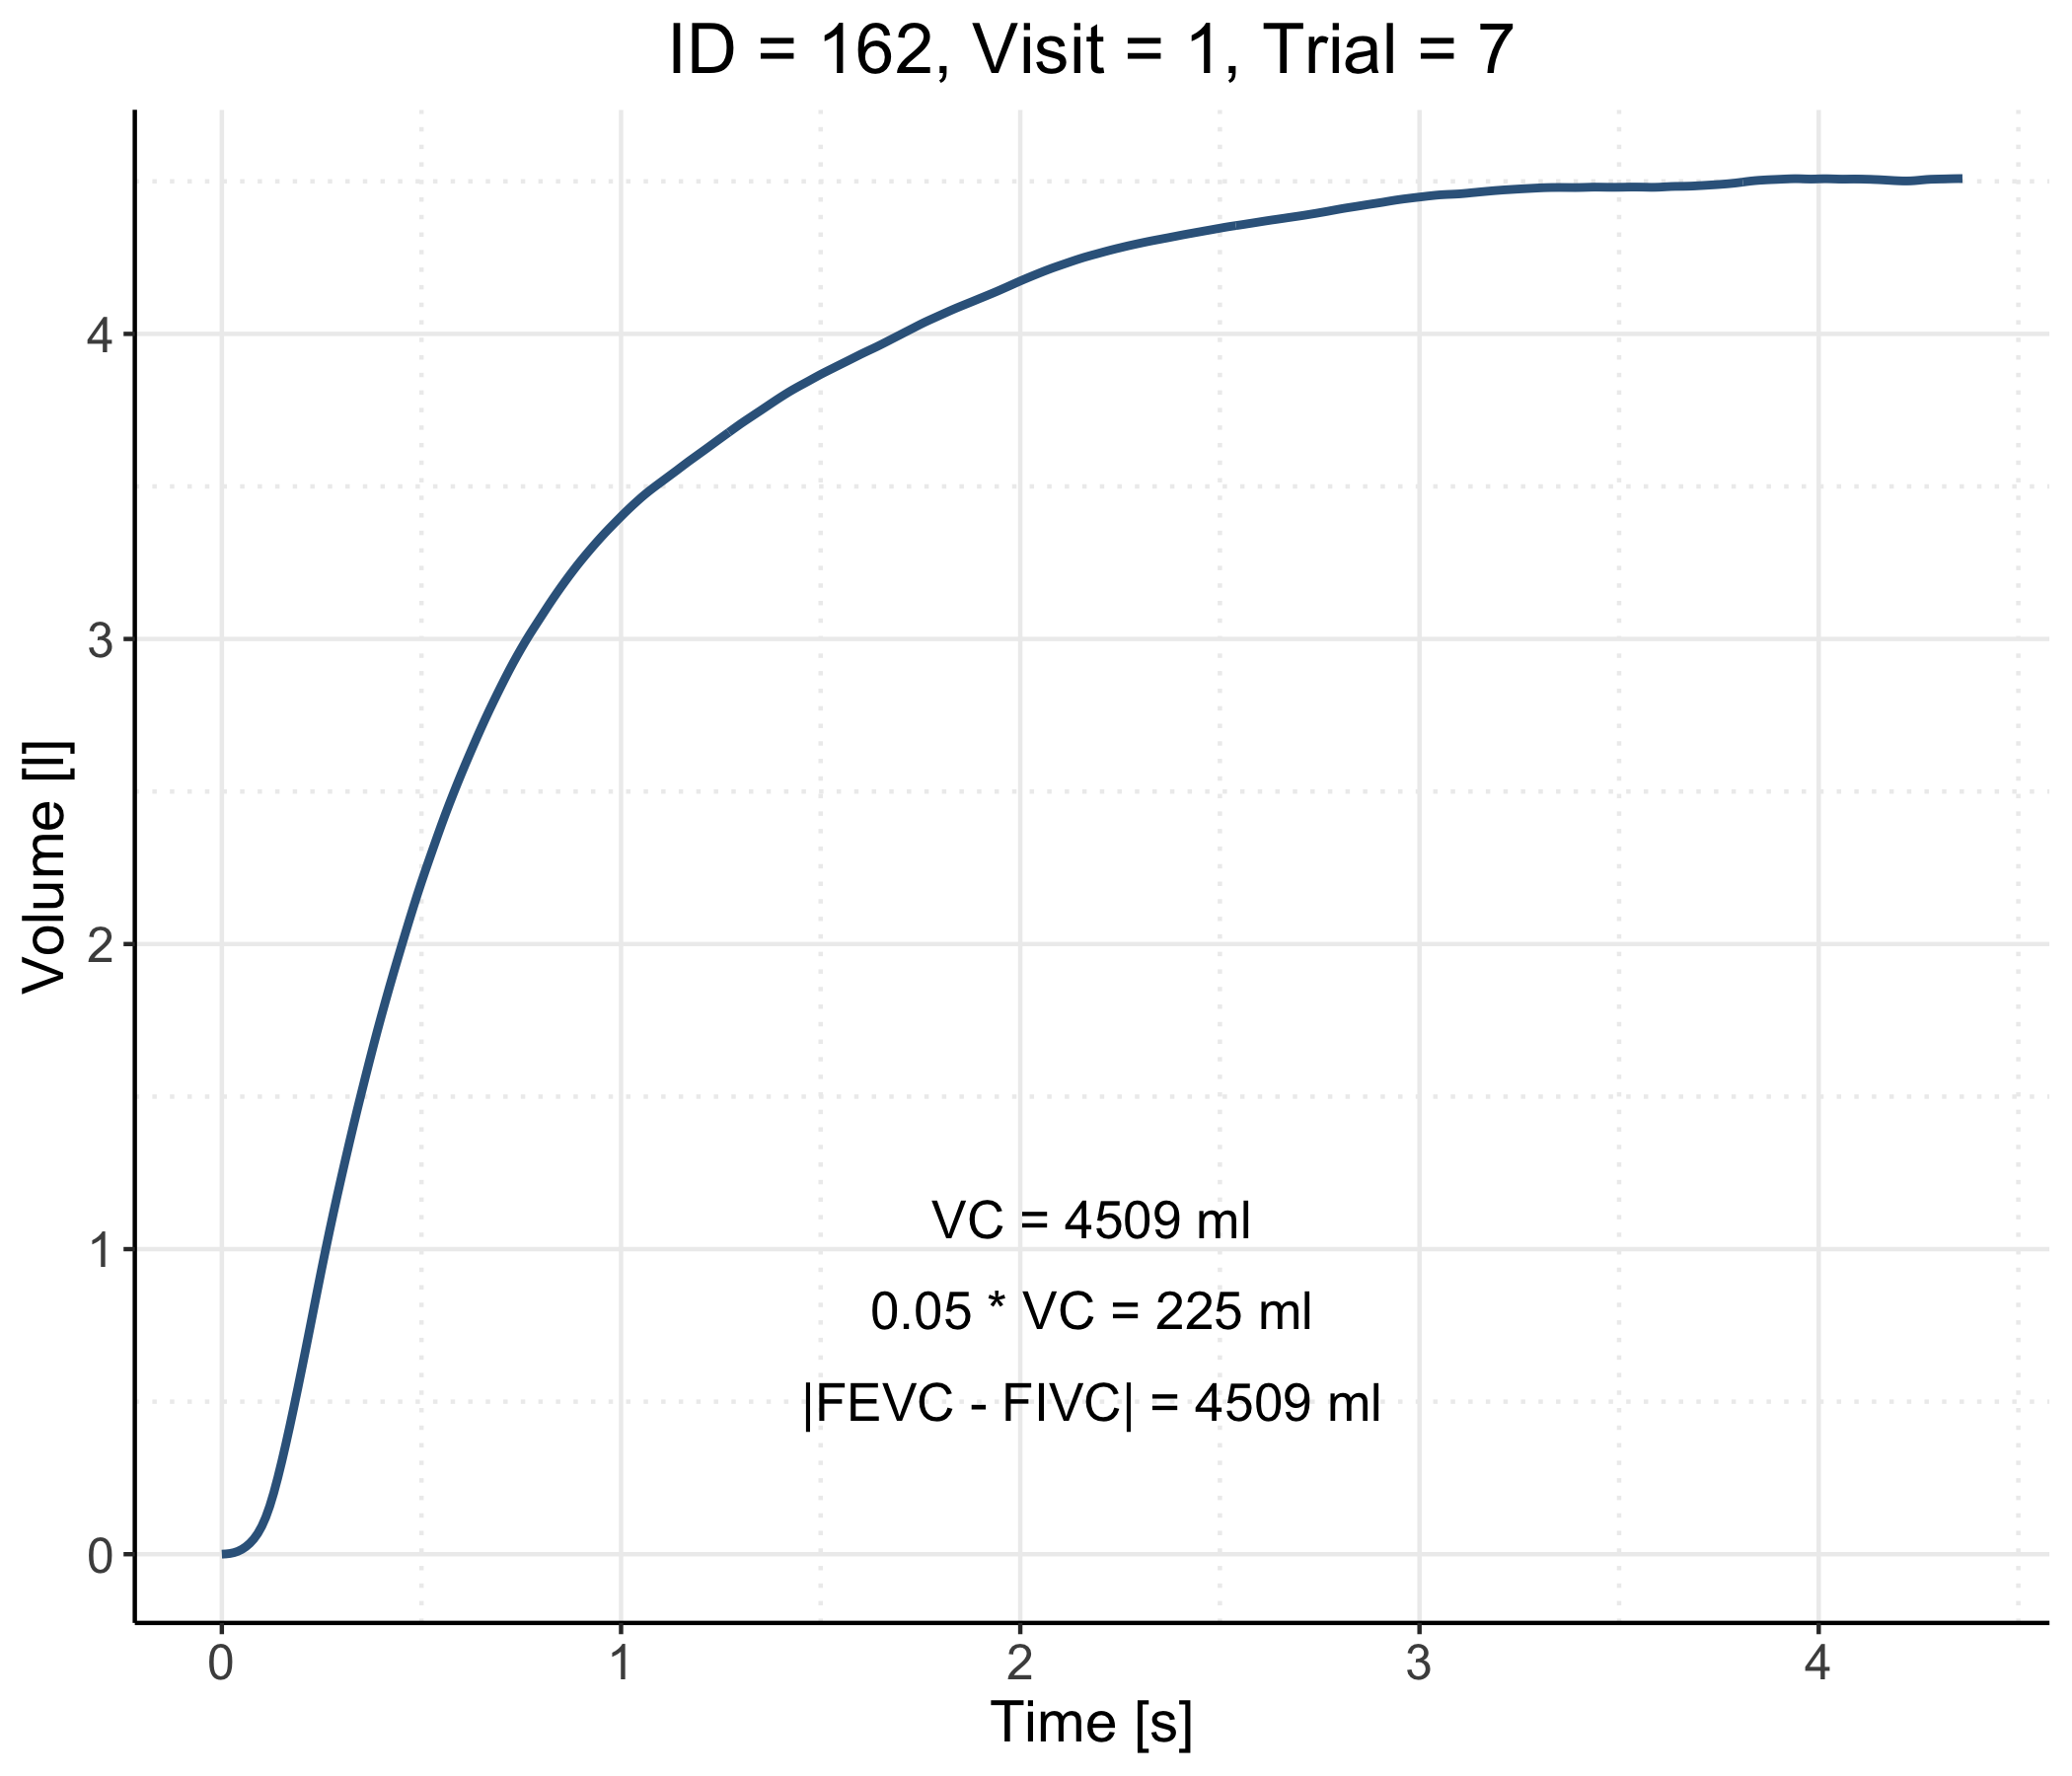 ID = 162, Visit = 1, Trial = 7
Volume [l]
4
3
2
1
0
VC = 4509 ml
0.05 * VC = 225 ml
|FEVC - FIVC| = 4509 ml
0 1 2 3 4
Time [s]